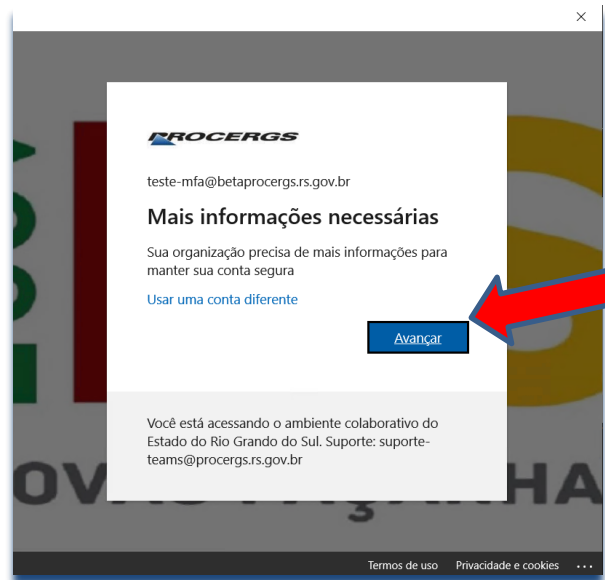 PROCERGS
teste-mfa@betaprocergs.rs.gov.br
Mais informações necessárias
Sua organização precisa de mais informações para
manter sua conta segura
Usar uma conta diferente
Avançar
Você está acessando o ambiente colaborativo do
Estado do Rio Grando do Sul. Suporte: suporte-
teams@procergs.rs.gov.br
Termos de uso Privacidade e cookies ...